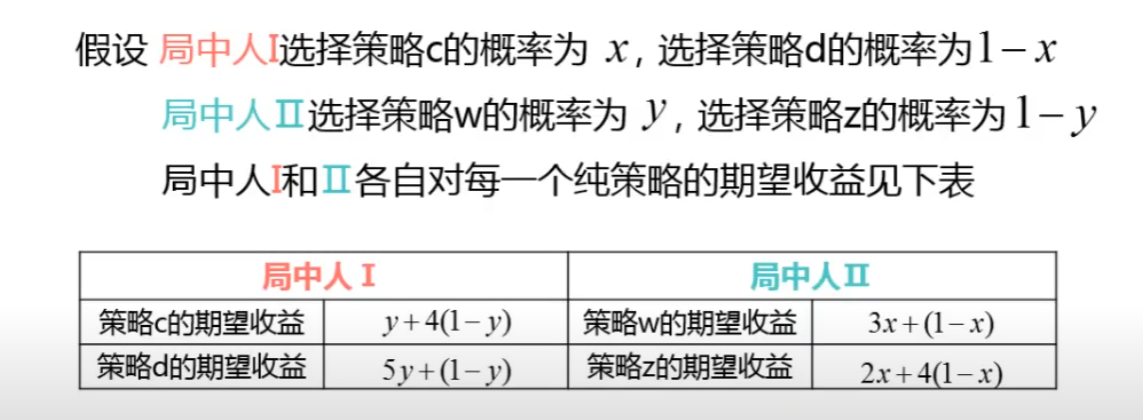 假设 局中人I选择策略c的概率为 x, 选择策略d的概率为1−x
局中人Ⅱ选择策略w的概率为 y, 选择策略z的概率为1−y
局中人I和Ⅱ各自对每一个纯策略的期望收益见下表
局中人 I 局中人Ⅱ
策略c的期望收益 y+4(1−y) 策略w的期望收益 3x+(1−x)
策略d的期望收益 5y+(1−y) 策略z的期望收益 2x+4(1−x)